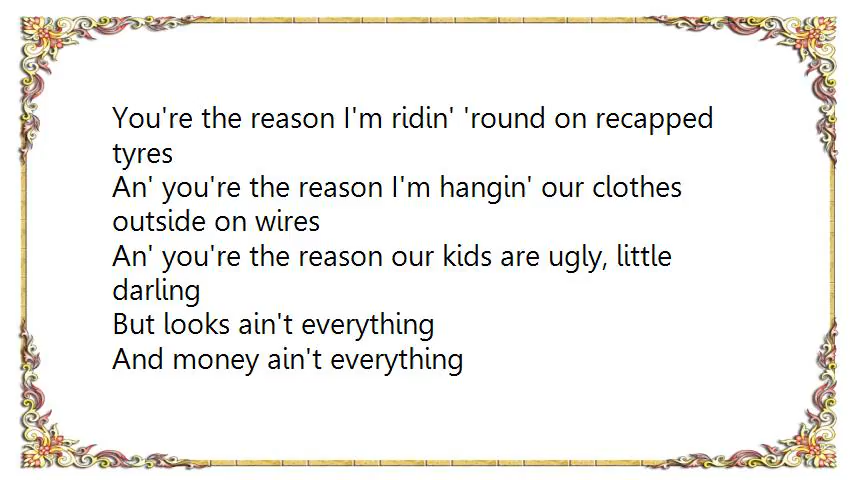 You're the reason I'm ridin' 'round on recapped
tyres
An' you're the reason I'm hangin' our clothes
outside on wires
An' you're the reason our kids are ugly, little
darling
But looks ain't everything
And money ain't everything